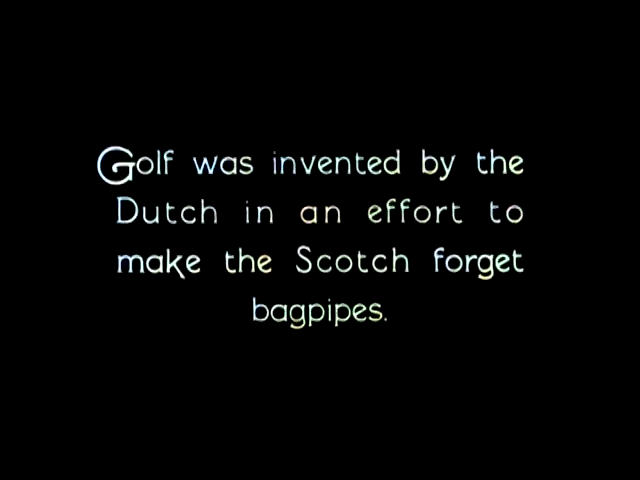 Golf was invented by the
Dutch in an effort to
make the Scotch forget
bagpipes.